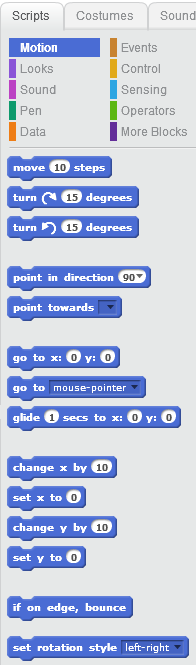 Scripts Costumes Sound
Motion Events
Looks Control
Sound Sensing
Pen Operators
Data More Blocks
move 10 steps
turn 15 degrees
turn 15 degrees
point in direction 90
point towards
go to x: 0 y: 0
go to mouse-pointer
glide 1 secs to x: 0 y: 0
change x by 10
set x to 0
change y by 10
set y to 0
if on edge, bounce
set rotation style left-right